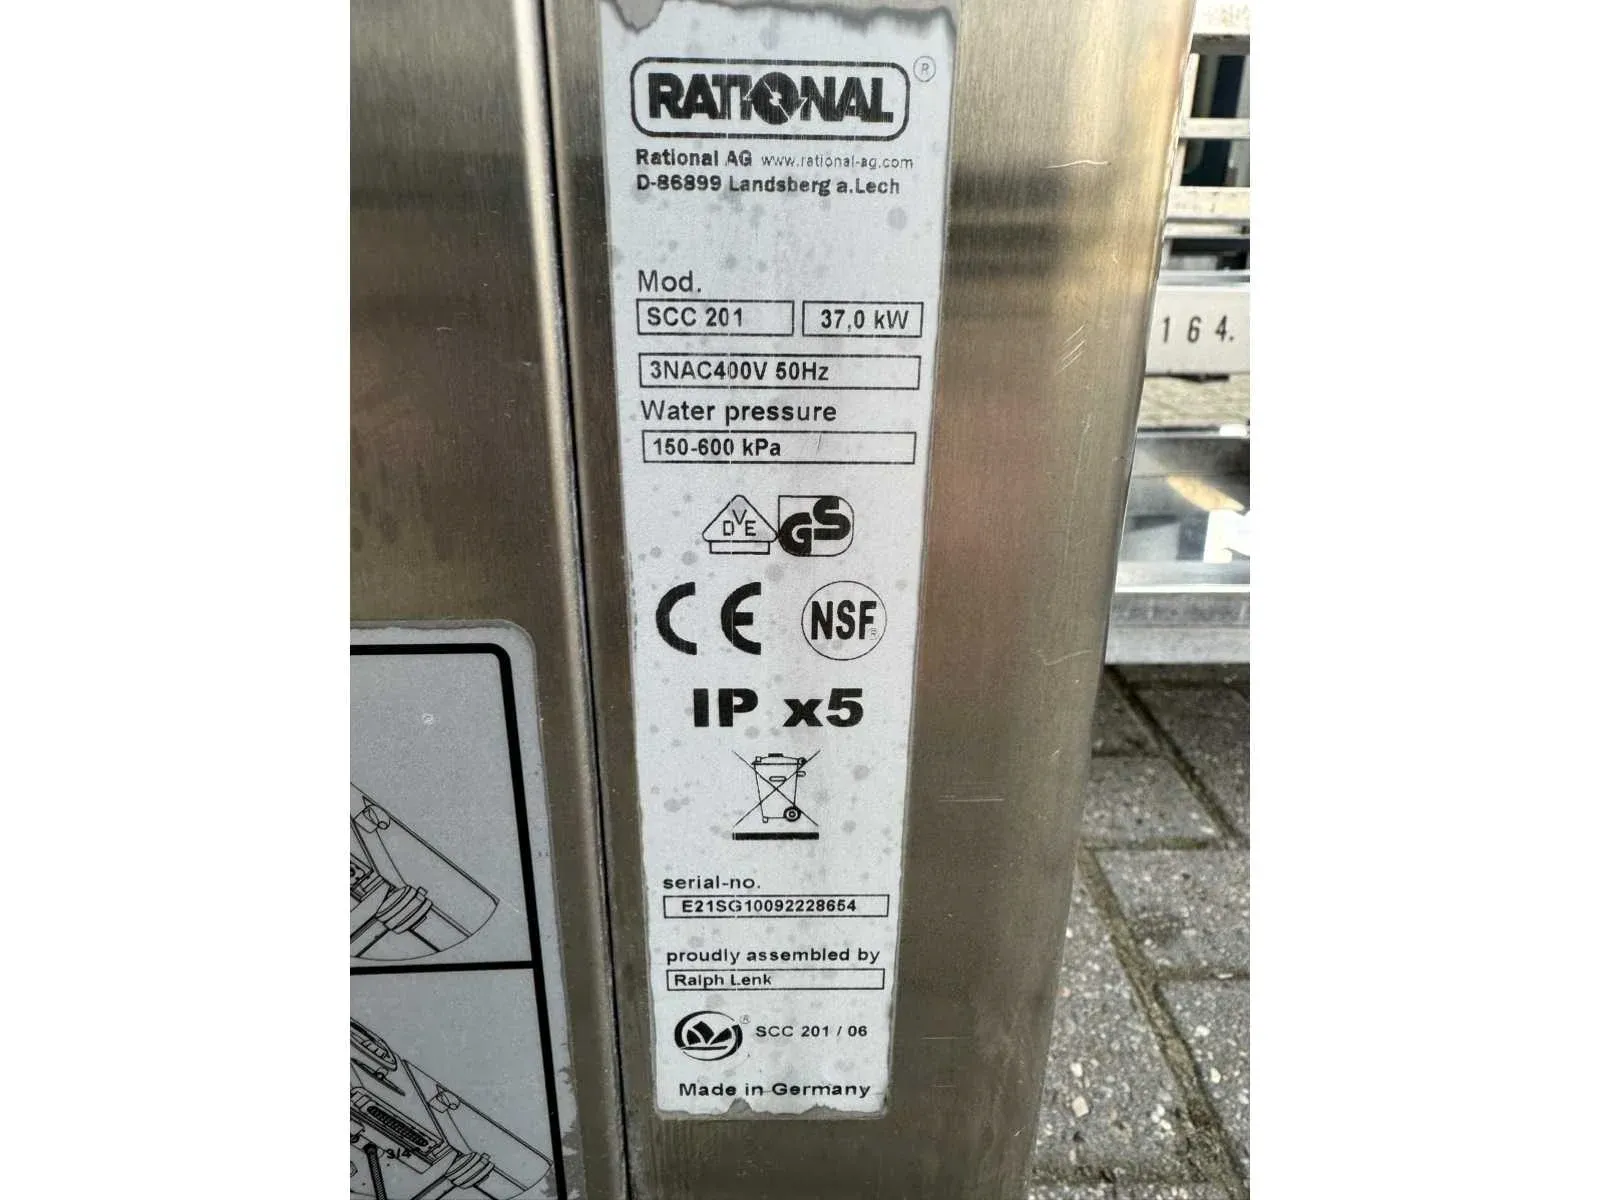 RATIONAL ®
Rational AG www.rational-ag.com
D-86899 Landsberg a.Lech
Mod.
SCC 201 37,0 kW
3NAC400V 50Hz
Water pressure
150-600 kPa
DVE GS
CE NSF®
IP x5
serial-no.
E21SG10092228654
proudly assembled by
Ralph Lenk
® SCC 201 / 06
Made in Germany
164.
3/4"